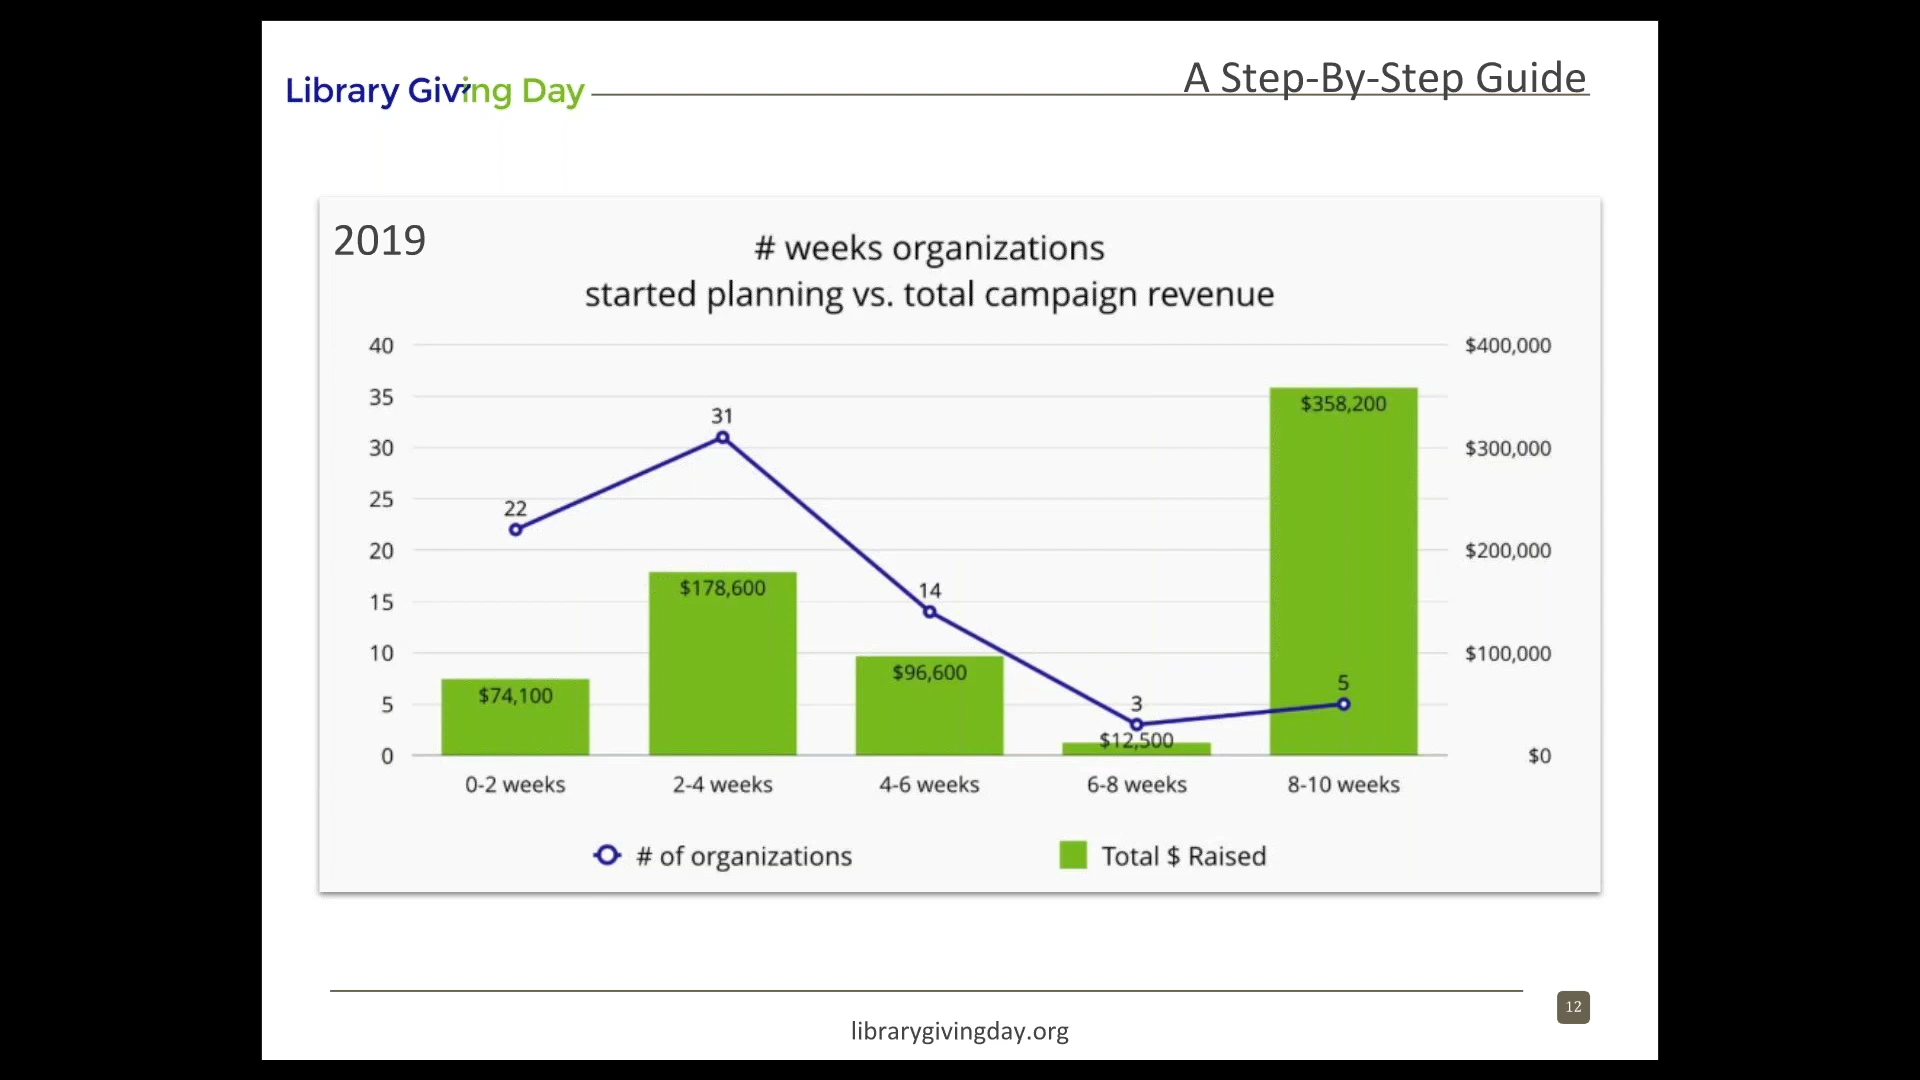 Library Giving Day
A Step-By-Step Guide
2019
# weeks organizations
started planning vs. total campaign revenue
40
35
30
25
20
15
10
5
0
$400,000
$300,000
$200,000
$100,000
$0
22
31
14
3
5
$74,100
$178,600
$96,600
$12,500
$358,200
0-2 weeks
2-4 weeks
4-6 weeks
6-8 weeks
8-10 weeks
# of organizations
Total $ Raised
librarygivingday.org
12